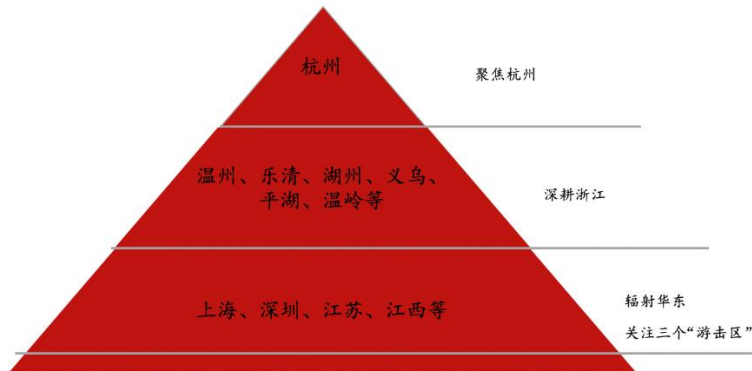 杭州
聚焦杭州
温州、乐清、湖州、义乌、
平湖、温岭等
深耕浙江
上海、深圳、江苏、江西等
辐射华东
关注三个“游击区”